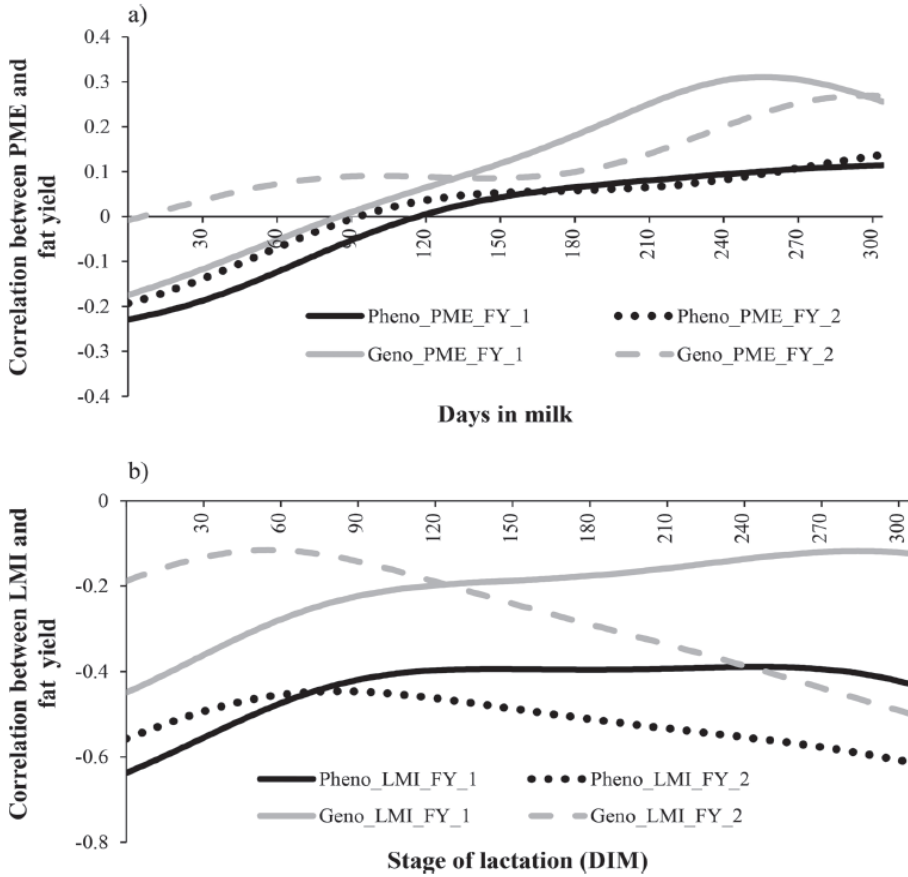 a)
Correlation between PME and
fat yield
0.4
0.3
0.2
0.1
0
-0.1
-0.2
-0.3
-0.4
30
60
90
120
150
180
210
240
270
300
Pheno_PME_FY_1
Pheno_PME_FY_2
Geno_PME_FY_1
Geno_PME_FY_2
Days in milk
b)
Correlation between LMI and
fat yield
0
-0.2
-0.4
-0.6
-0.8
30
60
90
120
150
180
210
240
270
300
Pheno_LMI_FY_1
Pheno_LMI_FY_2
Geno_LMI_FY_1
Geno_LMI_FY_2
Stage of lactation (DIM)